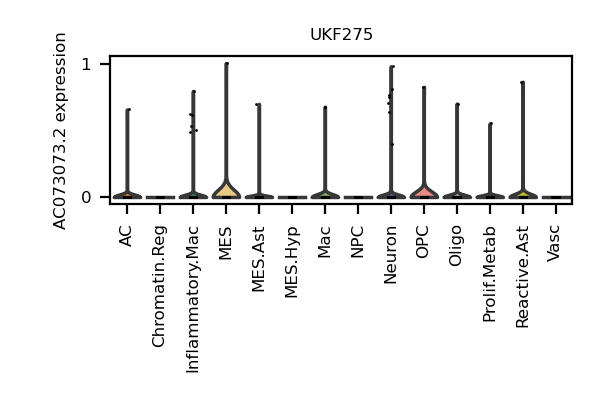 UKF275
AC073073.2 expression
1
0
AC
Chromatin.Reg
Inflammatory.Mac
MES
MES.Ast
MES.Hyp
Mac
NPC
Neuron
OPC
Oligo
Prolif.Metab
Reactive.Ast
Vasc